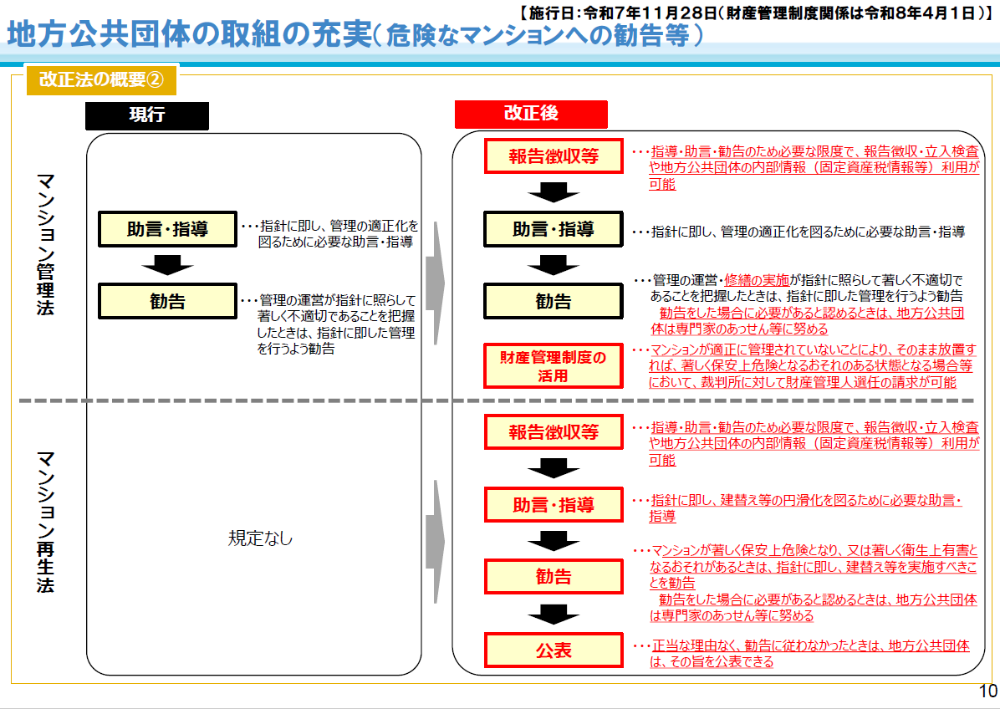 【施行日：令和7年11月28日（財産管理制度関係は令和8年4月1日）】
地方公共団体の取組の充実（危険なマンションへの勧告等）
改正法の概要②
現行
マンション管理法
助言・指導
･･･指針に即し、管理の適正化を
図るために必要な助言・指導
勧告
･･･管理の運営が指針に照らして
著しく不適切であることを把握
したときは、指針に即した管理
を行うよう勧告
改正後
報告徴収等
･･･指導・助言・勧告のため必要な限度で、報告徴収・立入検査
や地方公共団体の内部情報（固定資産税情報等）利用が
可能
助言・指導
･･･指針に即し、管理の適正化を図るために必要な助言・指導
勧告
･･･管理の運営・修繕の実施が指針に照らして著しく不適切で
あることを把握したときは、指針に即した管理を行うよう勧告
勧告をした場合に必要があると認めるときは、地方公共団
体は専門家のあっせん等に努める
財産管理制度の
活用
･･･マンションが適正に管理されていないことにより、そのまま放置す
れば、著しく保安上危険となるおそれのある状態となる場合等
において、裁判所に対して財産管理人選任の請求が可能
マンション再生法
規定なし
報告徴収等
･･･指導・助言・勧告のため必要な限度で、報告徴収・立入検査
や地方公共団体の内部情報（固定資産税情報等）利用が
可能
助言・指導
･･･指針に即し、建替え等の円滑化を図るために必要な助言・
指導
勧告
･･･マンションが著しく保安上危険となり、又は著しく衛生上有害と
なるおそれがあるときは、指針に即し、建替え等を実施すべきこ
とを勧告
勧告をした場合に必要があると認めるときは、地方公共団体
は専門家のあっせん等に努める
公表
･･･正当な理由なく、勧告に従わなかったときは、地方公共団体
は、その旨を公表できる
10